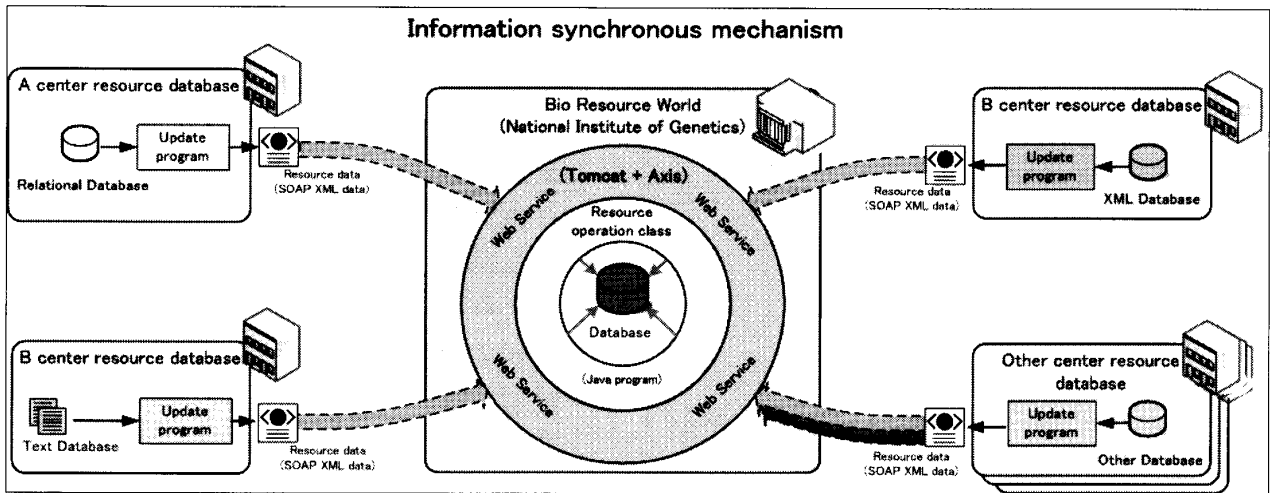 Information synchronous mechanism
A center resource database
Update
program
Relational Database
Resource data
(SOAP XML data)
Bio Resource World
(National Institute of Genetics)
(Tomcat + Axis)
Web Service
Web Service
Resource
operation class
Database
(Java program)
Web Service
Web Service
B center resource database
Update
program
XML Database
Resource data
(SOAP XML data)
B center resource database
Update
program
Text Database
Resource data
(SOAP XML data)
Other center resource
database
Update
program
Other Database
Resource data
(SOAP XML data)